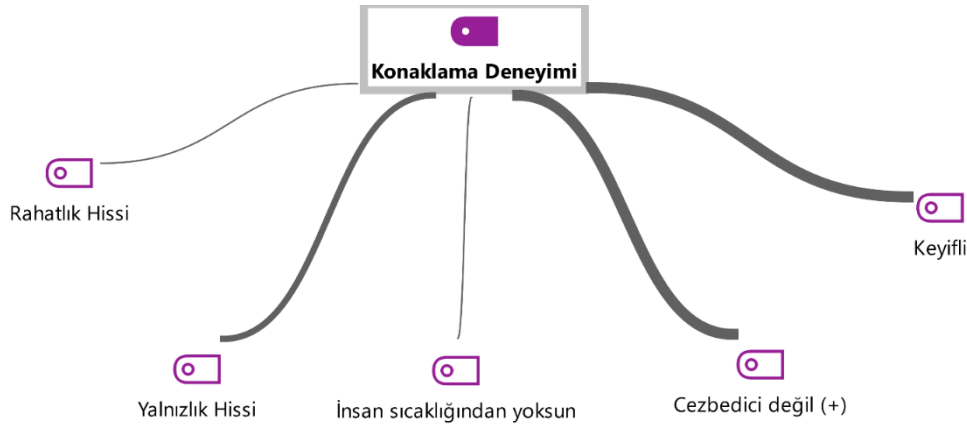 Konaklama Deneyimi
Rahatlık Hissi
Keyifli
Yalnızlık Hissi
İnsan sıcaklığından yoksun
Cezbedici değil (+)